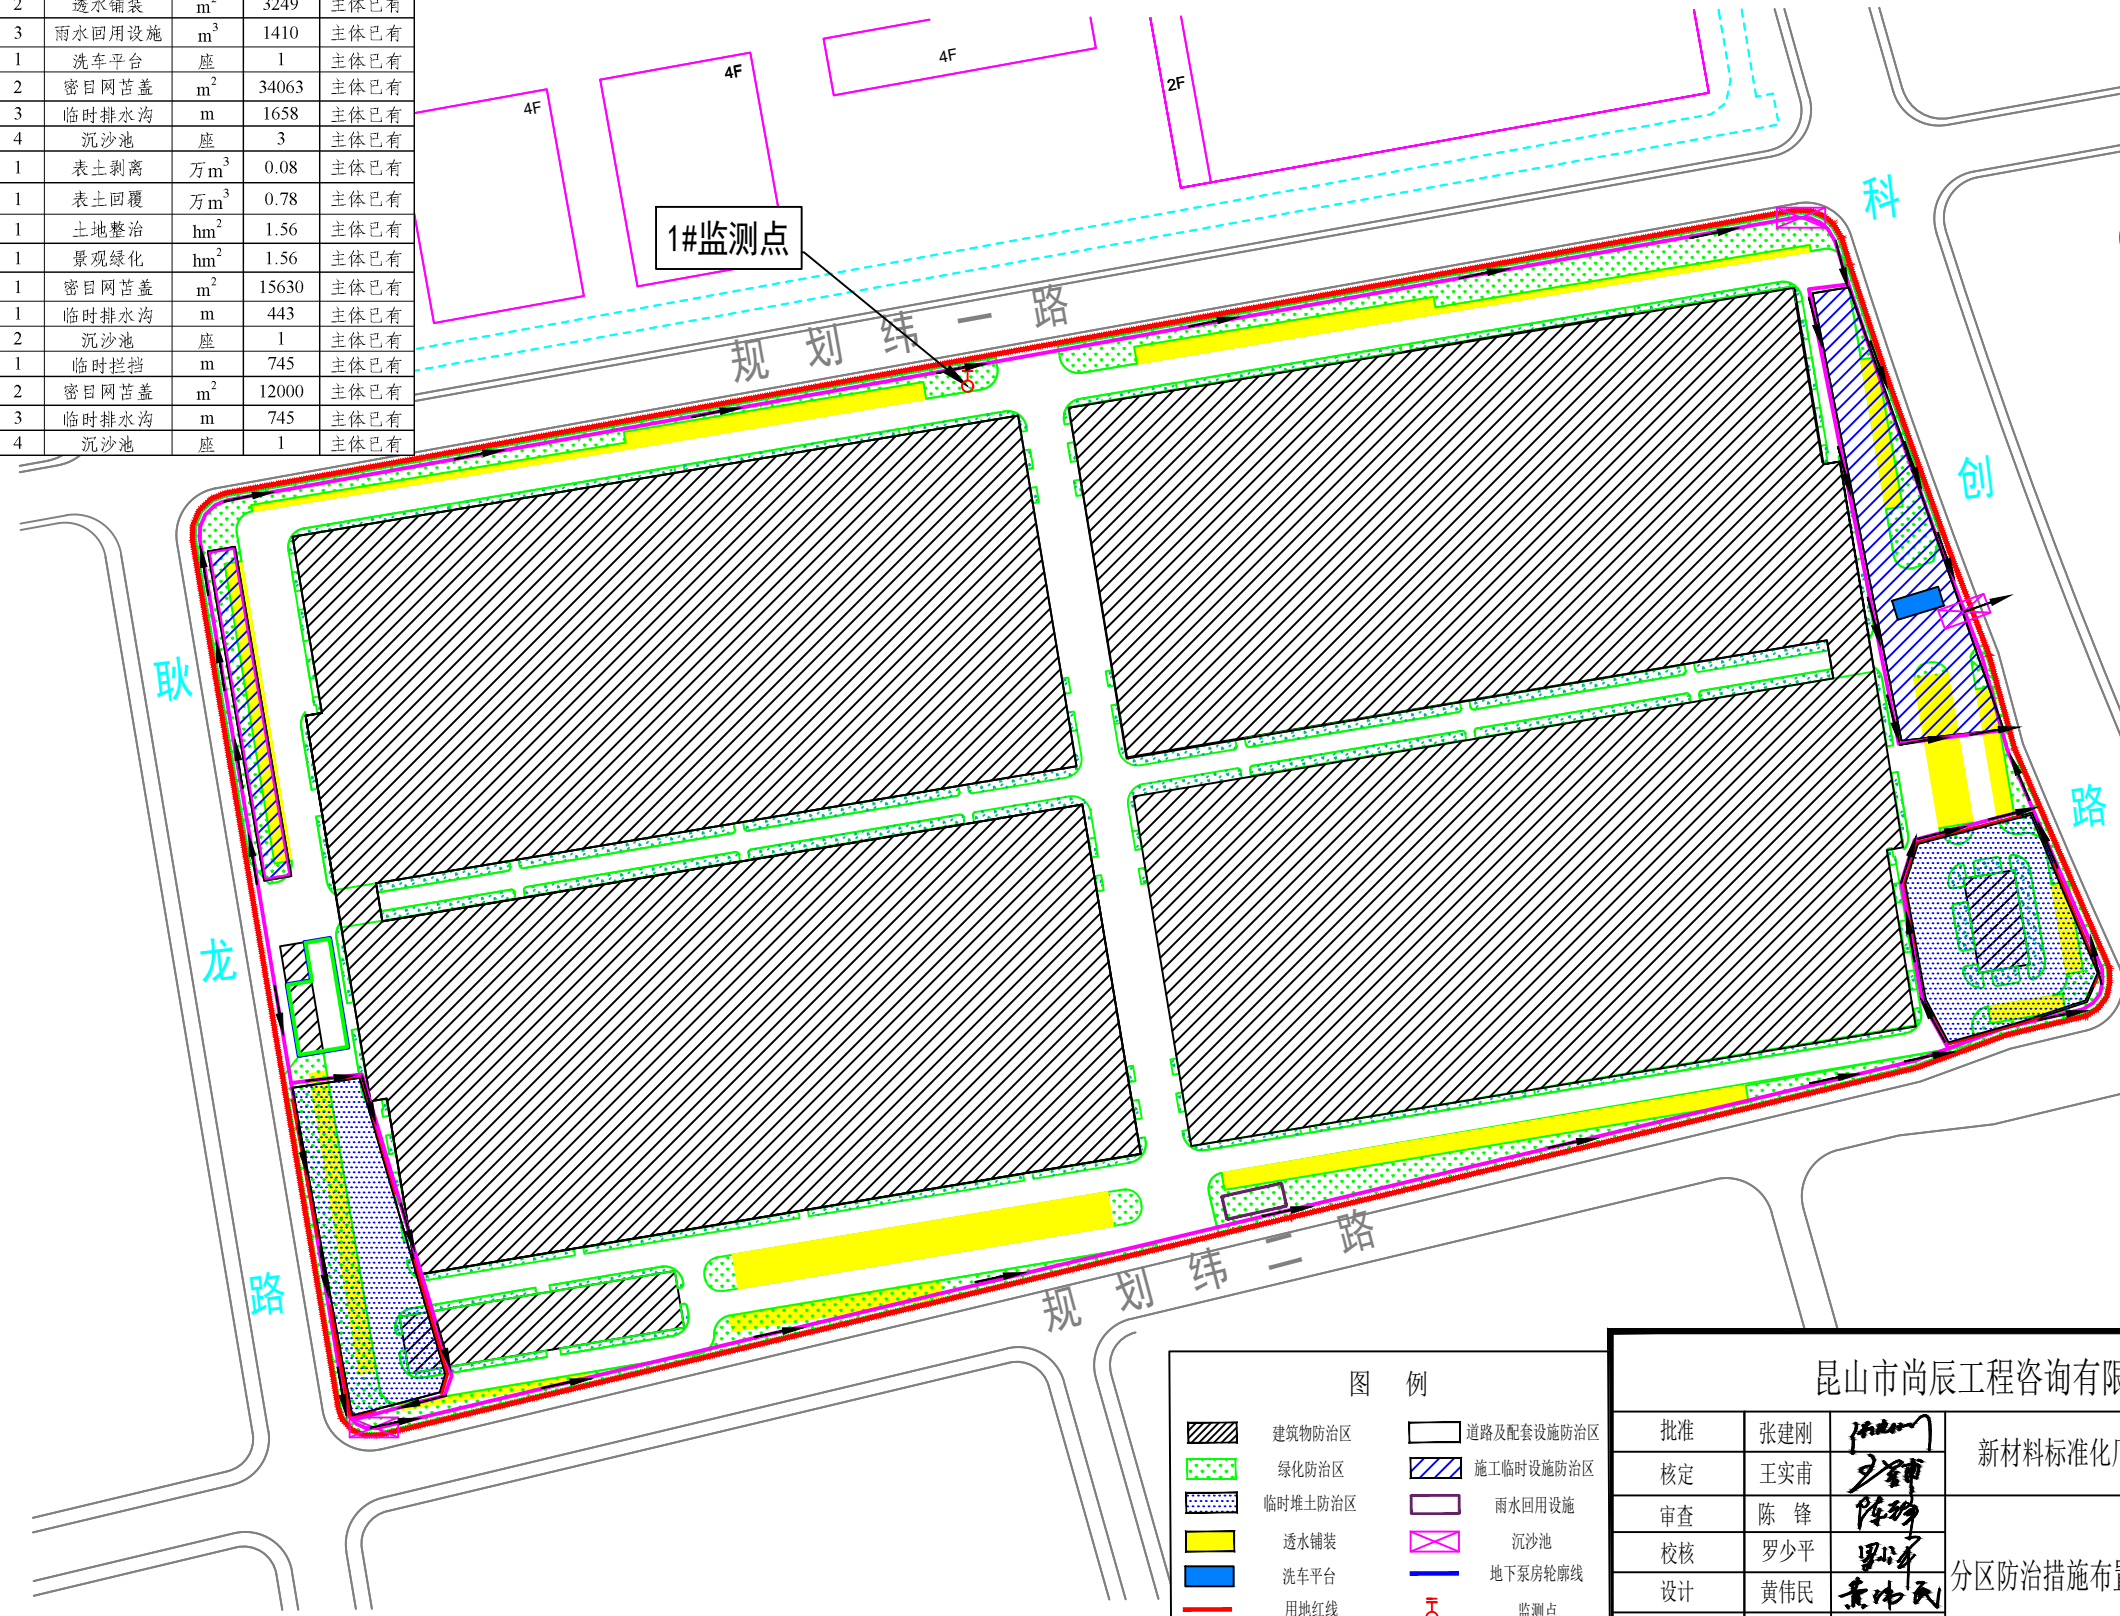 2 透水铺装 m² 3249 主体已有
3 雨水回用设施 m³ 1410 主体已有
1 洗车平台 座 1 主体已有
2 密目网苫盖 m² 34063 主体已有
3 临时排水沟 m 1658 主体已有
4 沉沙池 座 3 主体已有
1 表土剥离 万m³ 0.08 主体已有
1 表土回覆 万m³ 0.78 主体已有
1 土地整治 hm² 1.56 主体已有
1 景观绿化 hm² 1.56 主体已有
1 密目网苫盖 m² 15630 主体已有
1 临时排水沟 m 443 主体已有
2 沉沙池 座 1 主体已有
1 临时拦挡 m 745 主体已有
2 密目网苫盖 m² 12000 主体已有
3 临时排水沟 m 745 主体已有
4 沉沙池 座 1 主体已有
4F
4F
4F
2F
1#监测点
规划纬一路
科创路
耿龙路
规划纬二路
图 例
建筑物防治区 道路及配套设施防治区
绿化防治区 施工临时设施防治区
临时堆土防治区 雨水回用设施
透水铺装 沉沙池
洗车平台 地下泵房轮廓线
用地红线 监测点
昆山市尚辰工程咨询有限
批准 张建刚
新材料标准化厂
核定 王实甫
审查 陈 锋
校核 罗少平
分区防治措施布置
设计 黄伟民